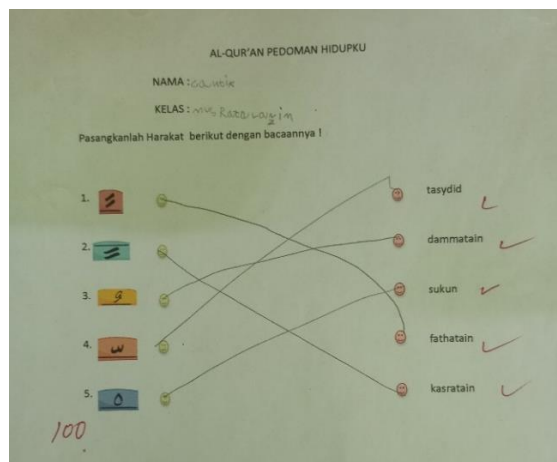 AL-QUR'AN PEDOMAN HIDUPKU
NAMA :
KELAS :
Pasangkanlah Harakat berikut dengan bacaannya !
1. tasydid
2. dammatain
3. sukun
4. fathatain
5. kasratain
100